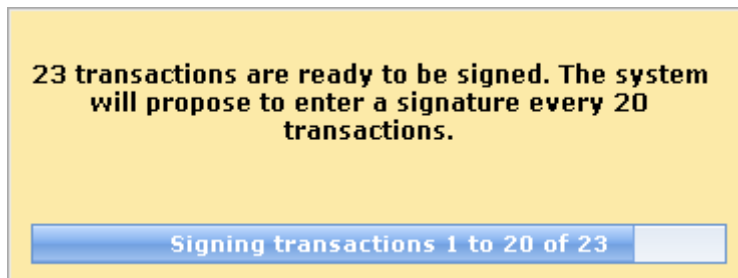 23 transactions are ready to be signed. The system
will propose to enter a signature every 20
transactions.
Signing transactions 1 to 20 of 23